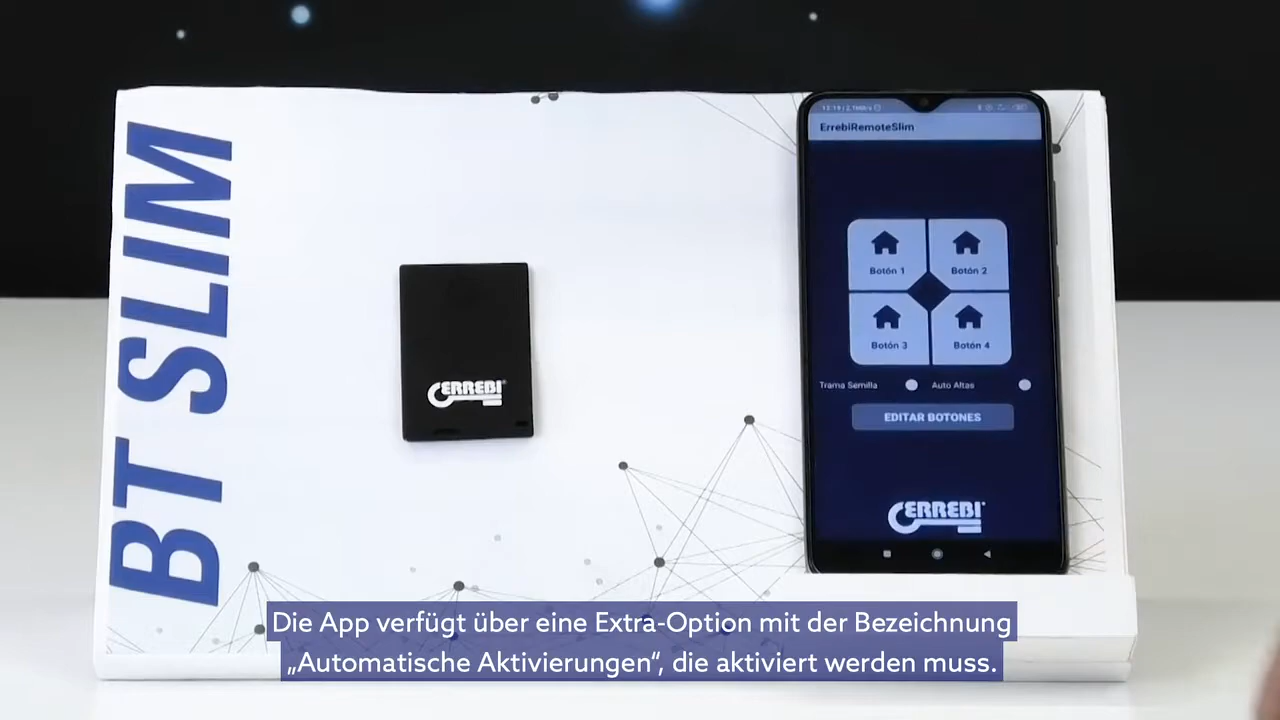 BT SLIM
ERREBI
ErrebiRemoteSlim
Botón 1
Botón 2
Botón 3
Botón 4
Trama Semilla
Auto Altas
EDITAR BOTONES
ERREBI
Die App verfügt über eine Extra-Option mit der Bezeichnung
„Automatische Aktivierungen“, die aktiviert werden muss.